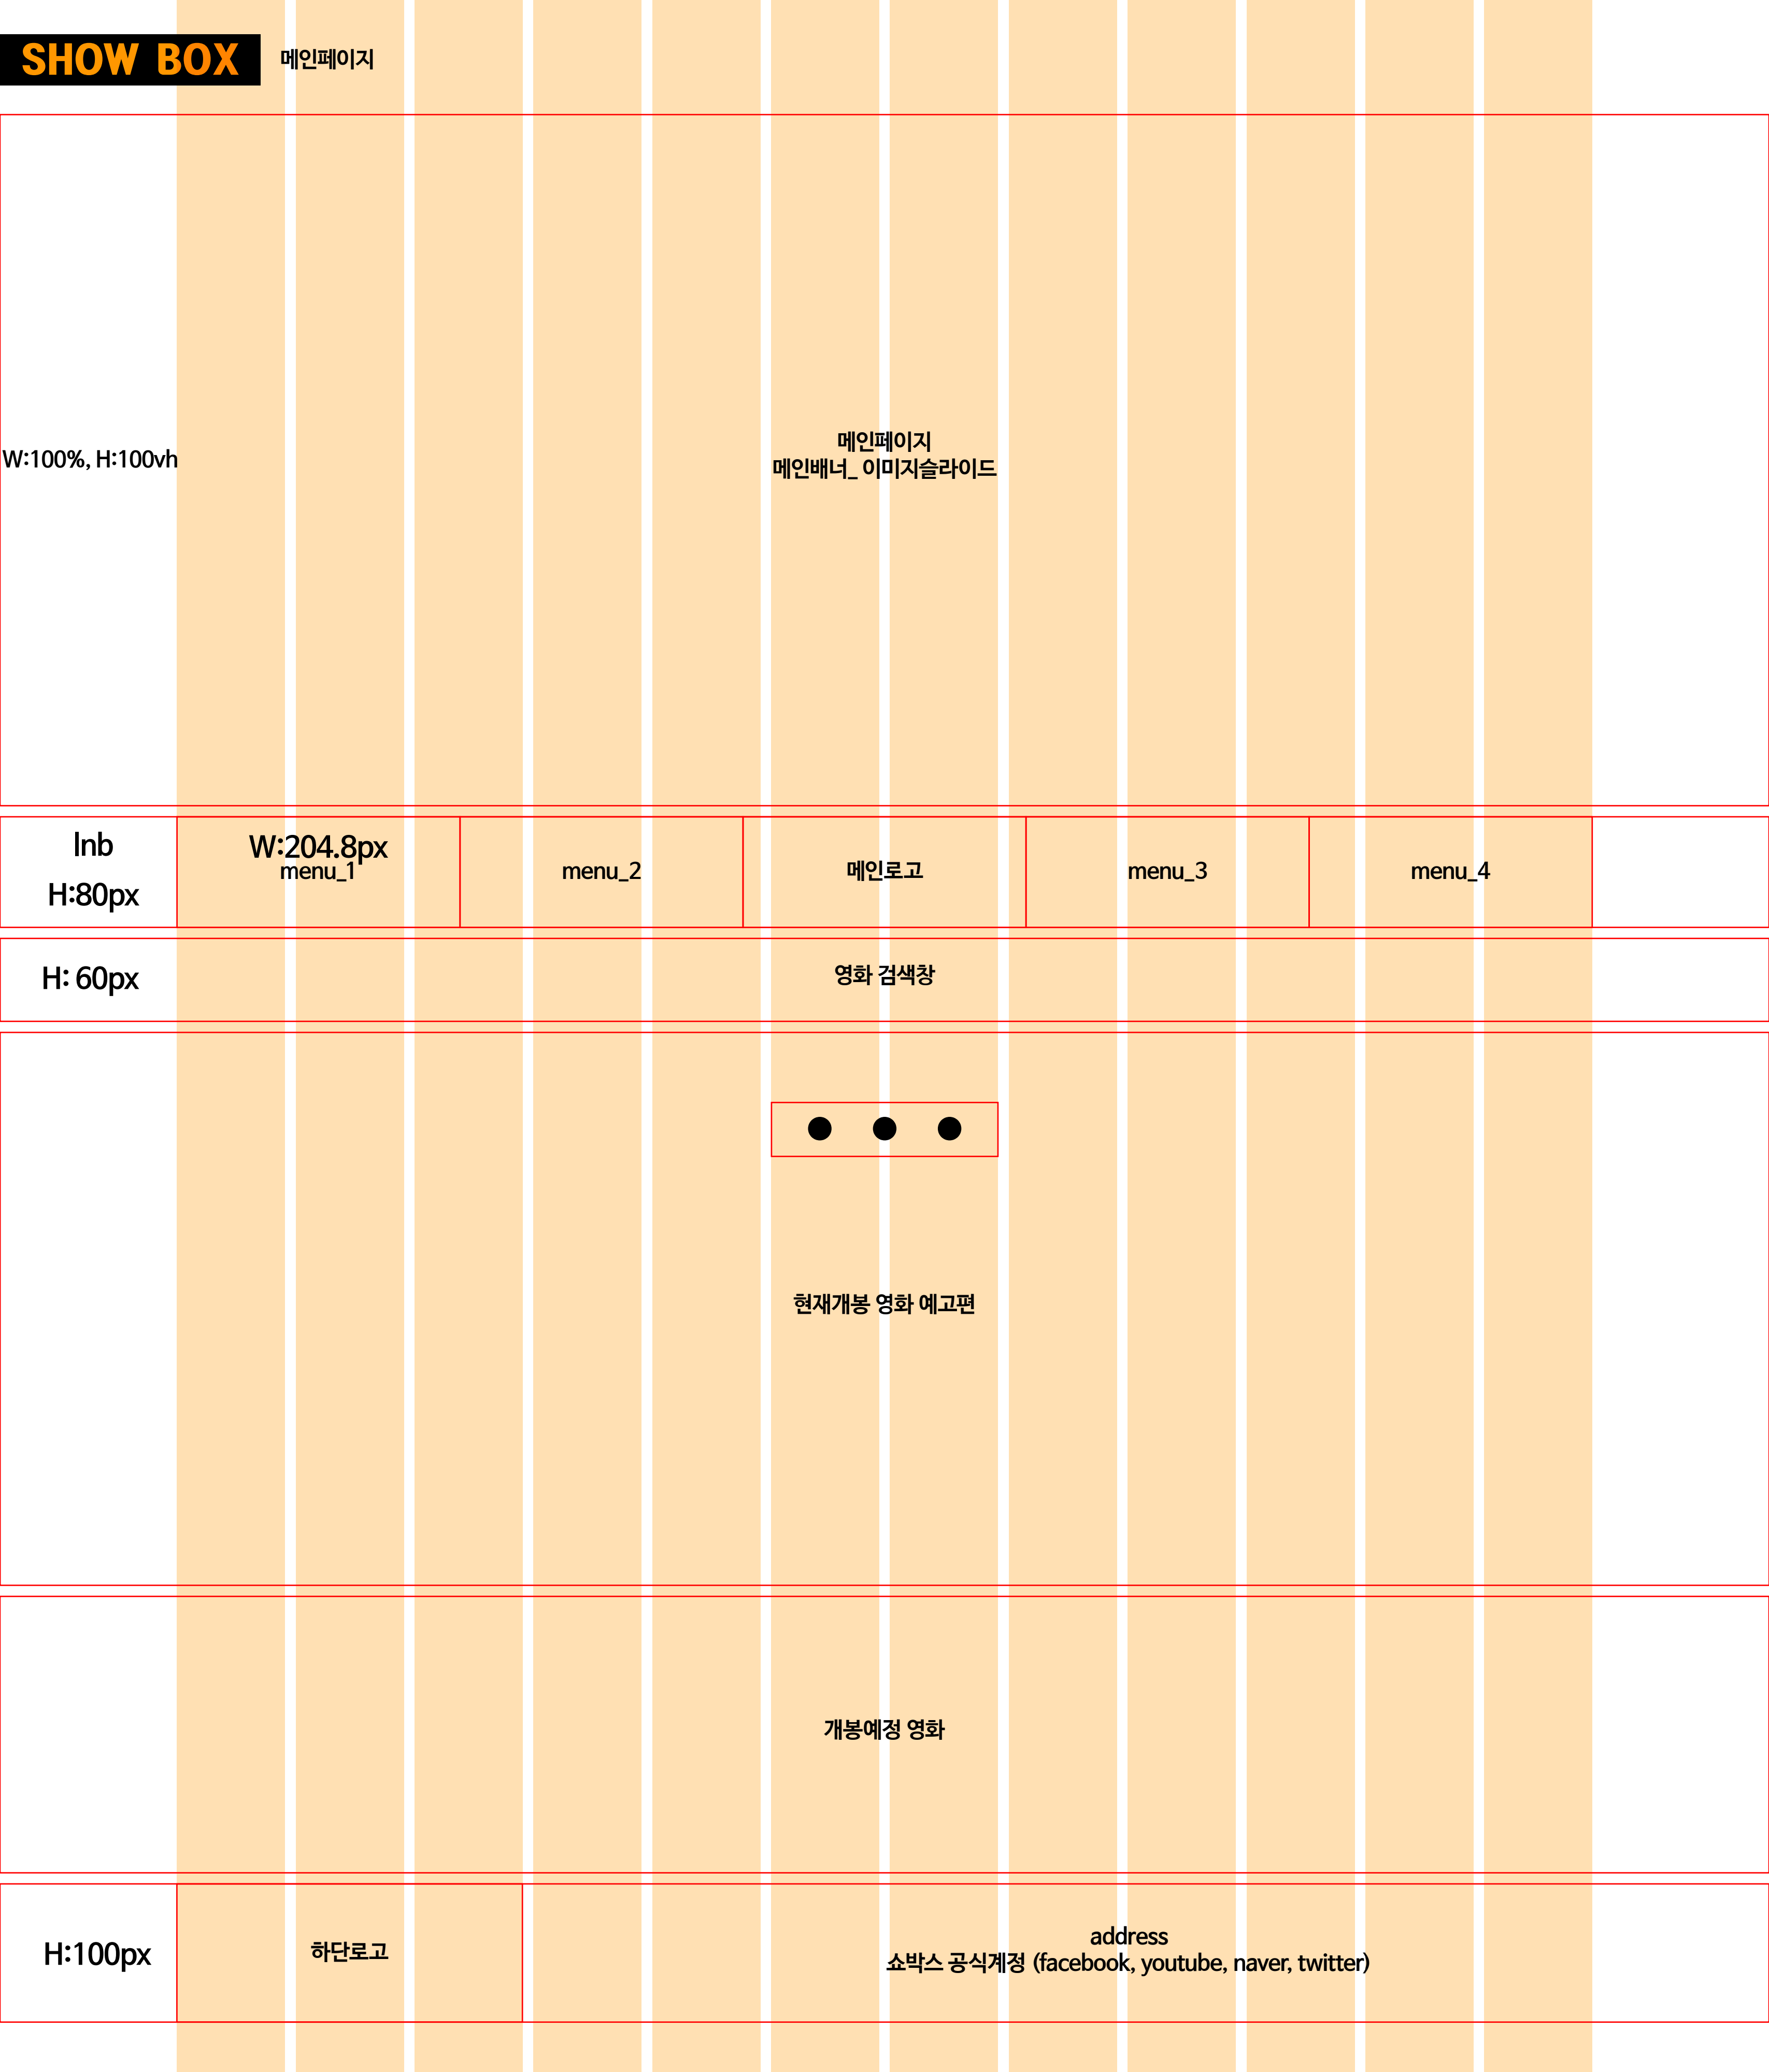 SHOW BOX
메인페이지
W:100%, H:100vh
메인페이지
메인배너_ 이미지슬라이드
lnb
H:80px
W:204.8px
menu_1
menu_2
메인로고
menu_3
menu_4
H: 60px
영화 검색창
현재개봉 영화 예고편
개봉예정 영화
H:100px
하단로고
address
쇼박스 공식계정 (facebook, youtube, naver, twitter)